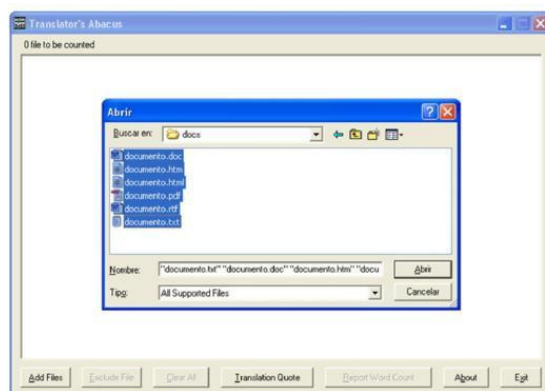 Translator's Abacus
0 file to be counted
Abrir
Buscar en: docs
documento.doc
documento.htm
documento.html
documento.pdf
documento.rtf
documento.txt
Nombre: "documento.txt" "documento.doc" "documento.htm" "docu Abrir
Tipo: All Supported Files Cancelar
Add Files Exclude File Clear All Translation Quote Report Word Count About Exit